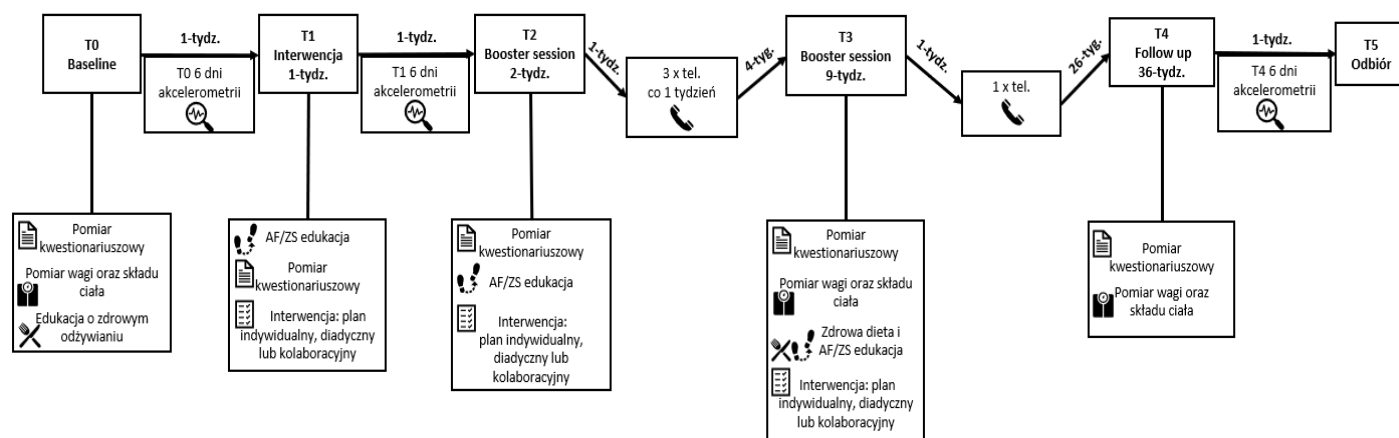 T0
Baseline
1-tydz.
T0 6 dni
akcelerometrii
T1
Interwencja
1-tydz.
1-tydz.
T1 6 dni
akcelerometrii
T2
Booster session
2-tydz.
1-tydz.
3 x tel.
co 1 tydzień
4-tyg.
T3
Booster session
9-tydz.
1-tydz.
1 x tel.
26-tyg.
T4
Follow up
36-tydz.
1-tydz.
T4 6 dni
akcelerometrii
T5
Odbiór
Pomiar
kwestionariuszowy
Pomiar wagi oraz składu
ciała
Edukacja o zdrowym
odżywianiu
AF/ZS edukacja
Pomiar
kwestionariuszowy
Interwencja: plan
indywidualny, diadyczny
lub kolaboracyjny
Pomiar
kwestionariuszowy
AF/ZS edukacja
Interwencja:
plan indywidualny,
diadyczny lub
kolaboracyjny
Pomiar
kwestionariuszowy
Pomiar wagi oraz składu
ciała
Zdrowa dieta i
AF/ZS edukacja
Interwencja: plan
indywidualny, diadyczny
lub kolaboracyjny
Pomiar
kwestionariuszowy
Pomiar wagi oraz
składu ciała